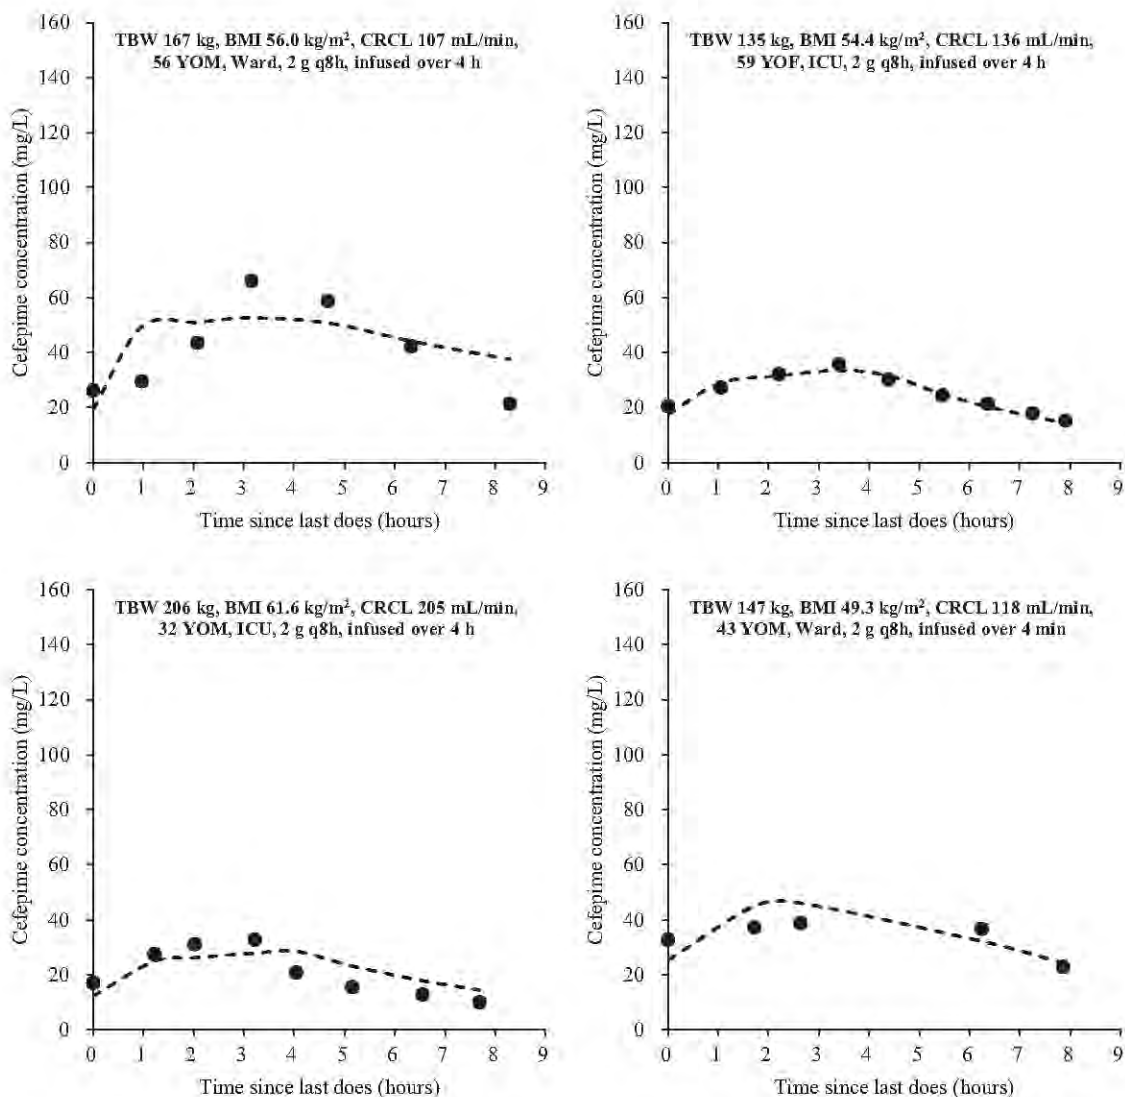 TBW 167 kg, BMI 56.0 kg/m², CRCL 107 mL/min,
56 YOM, Ward, 2 g q8h, infused over 4 h
Cefepime concentration (mg/L)
160
140
120
100
80
60
40
20
0
0 1 2 3 4 5 6 7 8 9
Time since last does (hours)
TBW 135 kg, BMI 54.4 kg/m², CRCL 136 mL/min,
59 YOF, ICU, 2 g q8h, infused over 4 h
Cefepime concentration (mg/L)
160
140
120
100
80
60
40
20
0
0 1 2 3 4 5 6 7 8 9
Time since last does (hours)
TBW 206 kg, BMI 61.6 kg/m², CRCL 205 mL/min,
32 YOM, ICU, 2 g q8h, infused over 4 h
Cefepime concentration (mg/L)
160
140
120
100
80
60
40
20
0
0 1 2 3 4 5 6 7 8 9
Time since last does (hours)
TBW 147 kg, BMI 49.3 kg/m², CRCL 118 mL/min,
43 YOM, Ward, 2 g q8h, infused over 4 min
Cefepime concentration (mg/L)
160
140
120
100
80
60
40
20
0
0 1 2 3 4 5 6 7 8 9
Time since last does (hours)